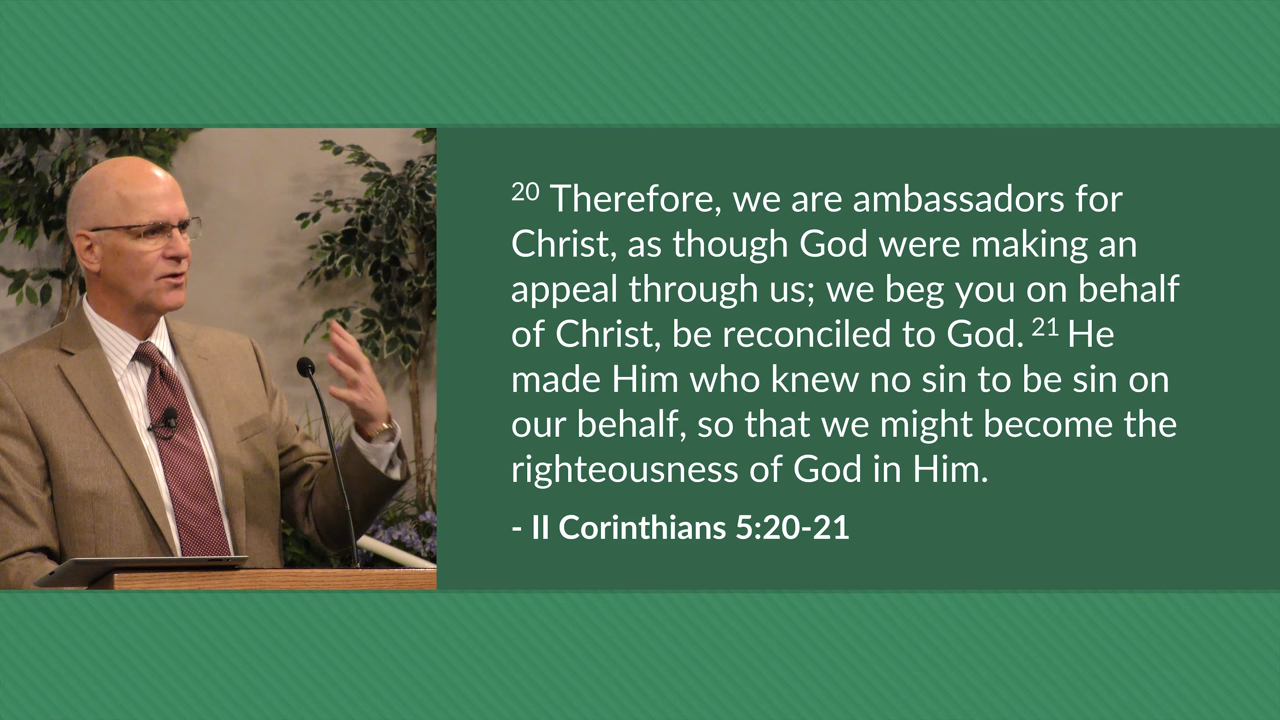 20 Therefore, we are ambassadors for
Christ, as though God were making an
appeal through us; we beg you on behalf
of Christ, be reconciled to God. 21 He
made Him who knew no sin to be sin on
our behalf, so that we might become the
righteousness of God in Him.
- II Corinthians 5:20-21